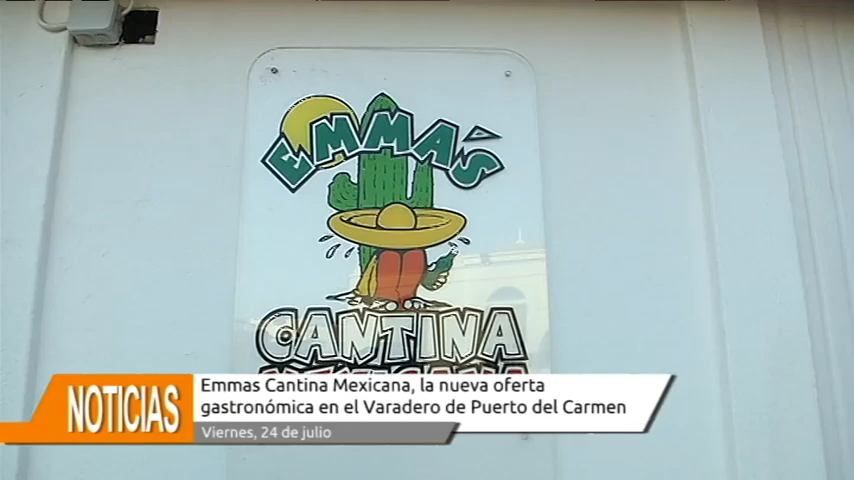 EMMA'S
CANTINA
MEXICANA
NOTICIAS
Emmas Cantina Mexicana, la nueva oferta
gastronómica en el Varadero de Puerto del Carmen
Viernes, 24 de julio